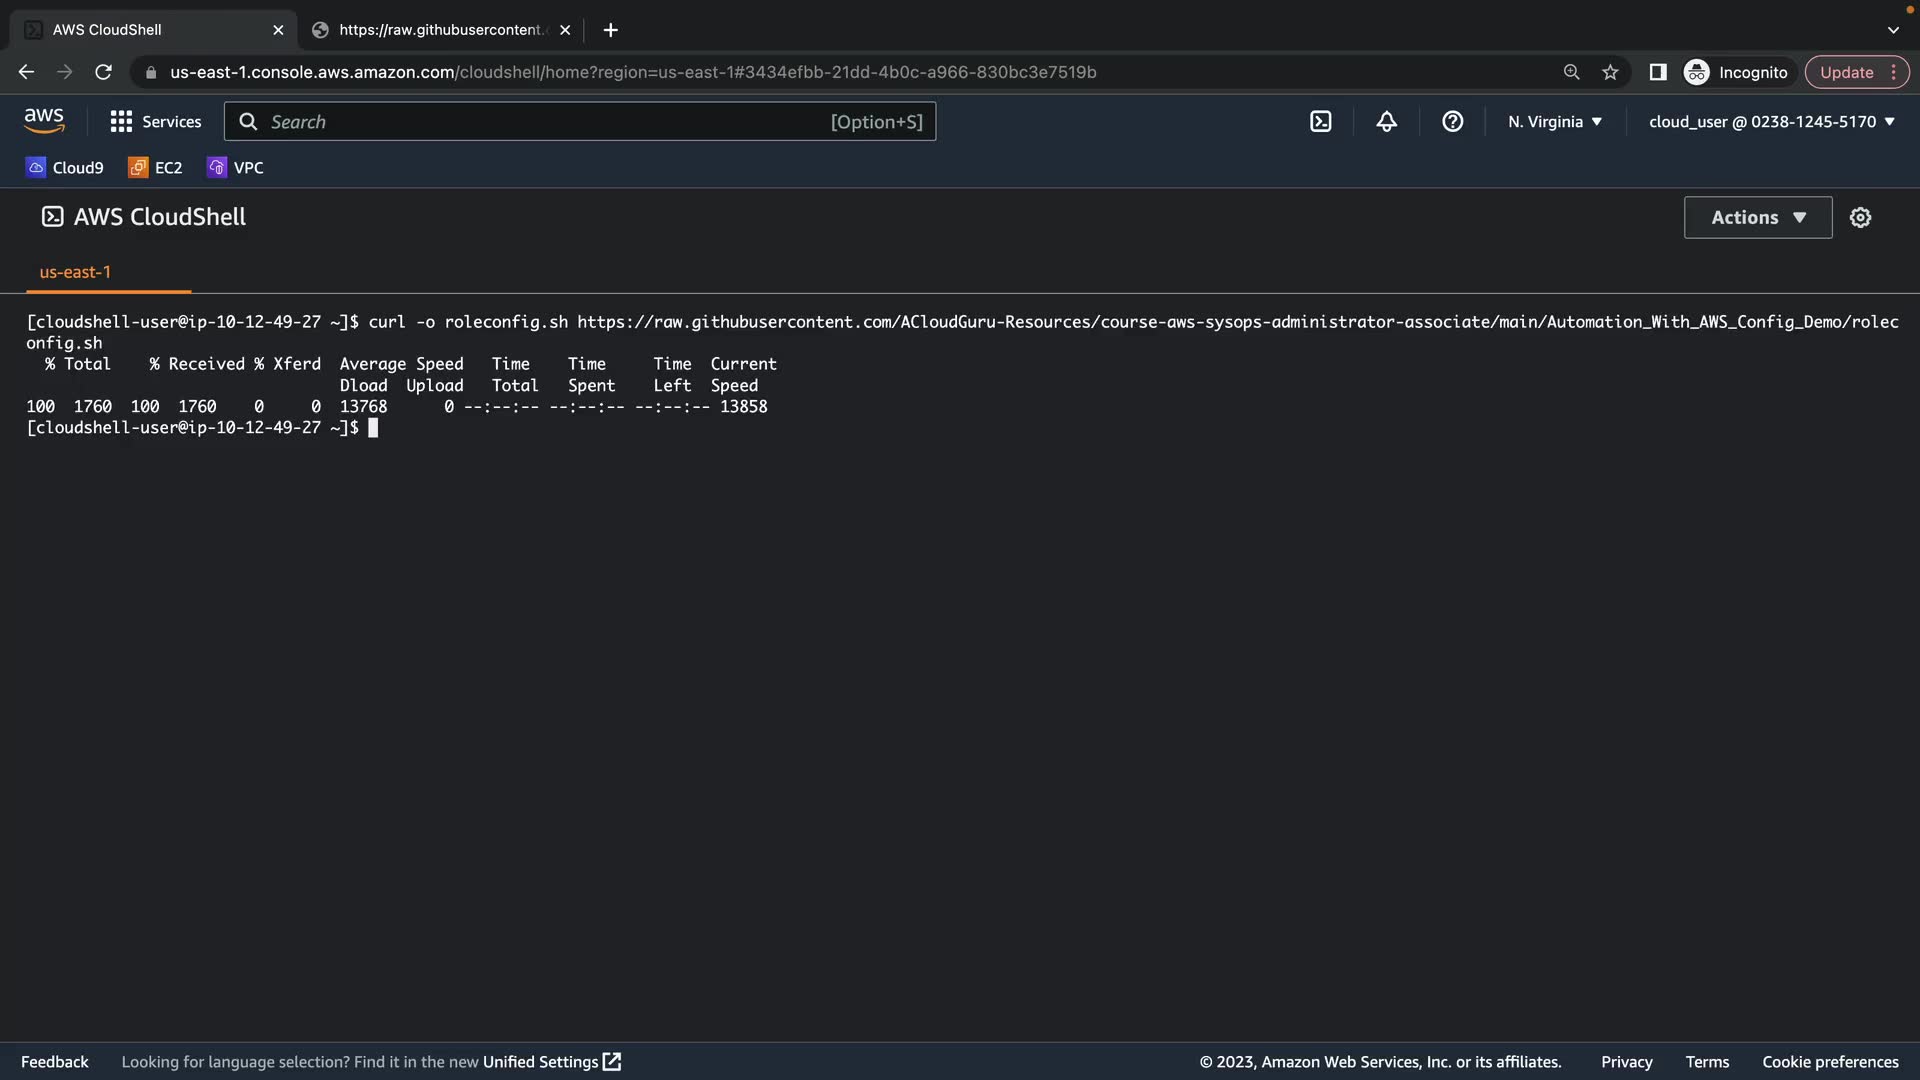 AWS CloudShell
https://raw.githubusercontent.
us-east-1.console.aws.amazon.com/cloudshell/home?region=us-east-1#3434efbb-21dd-4b0c-a966-830bc3e7519b
Incognito
Update
aws
Services
Search
[Option+S]
N. Virginia
cloud_user @ 0238-1245-5170
Cloud9
EC2
VPC
AWS CloudShell
Actions
us-east-1
[cloudshell-user@ip-10-12-49-27 ~]$ curl -o roleconfig.sh https://raw.githubusercontent.com/ACloudGuru-Resources/course-aws-sysops-administrator-associate/main/Automation_With_AWS_Config_Demo/rolec
onfig.sh
% Total % Received % Xferd Average Speed Time Time Time Current
Dload Upload Total Spent Left Speed
100 1760 100 1760 0 0 13768 0 --:--:-- --:--:-- --:--:-- 13858
[cloudshell-user@ip-10-12-49-27 ~]$
Feedback
Looking for language selection? Find it in the new Unified Settings
© 2023, Amazon Web Services, Inc. or its affiliates.
Privacy
Terms
Cookie preferences